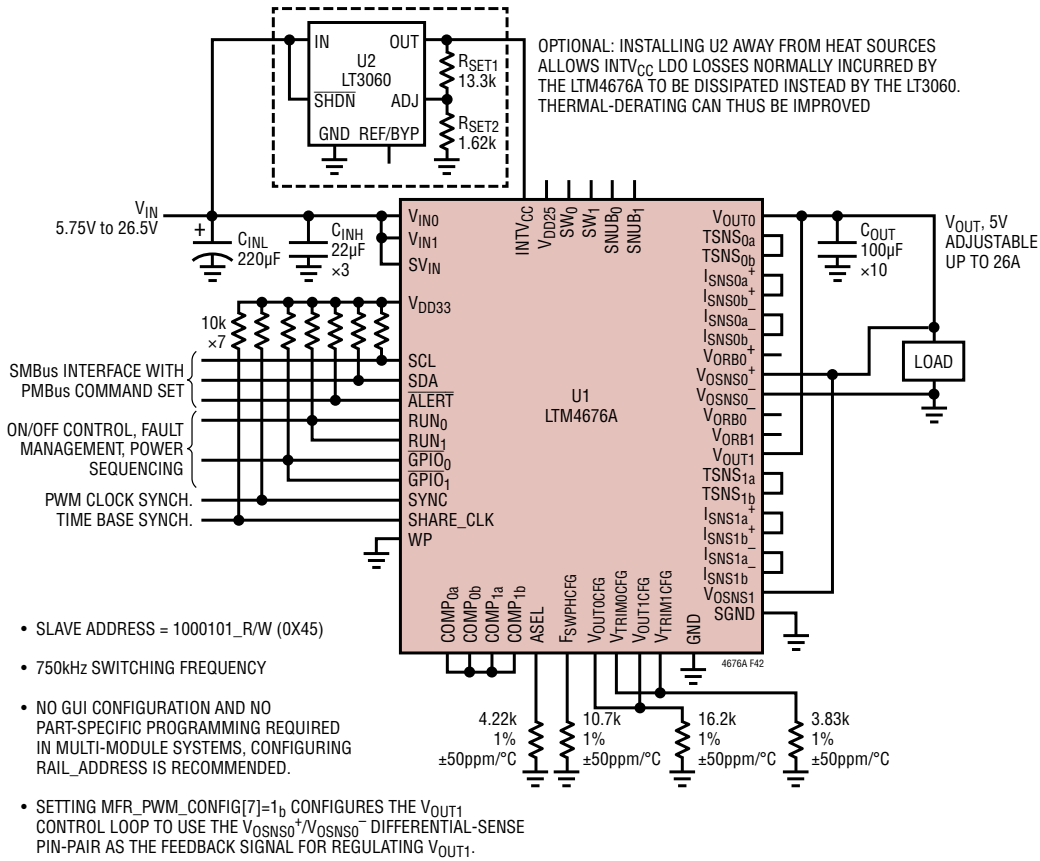 IN
OUT
U2
LT3060
SHDN
ADJ
GND
REF/BYP
RSET1
13.3k
RSET2
1.62k
OPTIONAL: INSTALLING U2 AWAY FROM HEAT SOURCES
ALLOWS INTVCC LDO LOSSES NORMALLY INCURRED BY
THE LTM4676A TO BE DISSIPATED INSTEAD BY THE LT3060.
THERMAL-DERATING CAN THUS BE IMPROVED
VIN
5.75V to 26.5V
+
CINL
220µF
CINH
22µF
×3
10k
×7
SMBus INTERFACE WITH
PMBus COMMAND SET
ON/OFF CONTROL, FAULT
MANAGEMENT, POWER
SEQUENCING
PWM CLOCK SYNCH.
TIME BASE SYNCH.
VIN0
VIN1
SVIN
VDD33
SCL
SDA
ALERT
RUN0
RUN1
GPIO0
GPIO1
SYNC
SHARE_CLK
WP
INTVCC
VDD25
SW0
SW1
SNUB0
SNUB1
U1
LTM4676A
VOUT0
TSNS0a
TSNS0b
ISNS0a+
ISNS0b+
ISNS0a–
ISNS0b–
VORB0+
VOSNS0+
VOSNS0–
VORB0–
VORB1
VOUT1
TSNS1a
TSNS1b
ISNS1a+
ISNS1b+
ISNS1a–
ISNS1b–
VOSNS1
SGND
COMP0a
COMP0b
COMP1a
COMP1b
ASEL
FSWPHCFG
VOUT0CFG
VTRIM0CFG
VOUT1CFG
VTRIM1CFG
GND
COUT
100µF
×10
VOUT, 5V
ADJUSTABLE
UP TO 26A
LOAD
4676A F42
4.22k
1%
±50ppm/°C
10.7k
1%
±50ppm/°C
16.2k
1%
±50ppm/°C
3.83k
1%
±50ppm/°C
• SLAVE ADDRESS = 1000101_R/W (0X45)
• 750kHz SWITCHING FREQUENCY
• NO GUI CONFIGURATION AND NO
PART-SPECIFIC PROGRAMMING REQUIRED
IN MULTI-MODULE SYSTEMS, CONFIGURING
RAIL_ADDRESS IS RECOMMENDED.
• SETTING MFR_PWM_CONFIG[7]=1b CONFIGURES THE VOUT1
CONTROL LOOP TO USE THE VOSNS0+/VOSNS0– DIFFERENTIAL-SENSE
PIN-PAIR AS THE FEEDBACK SIGNAL FOR REGULATING VOUT1.